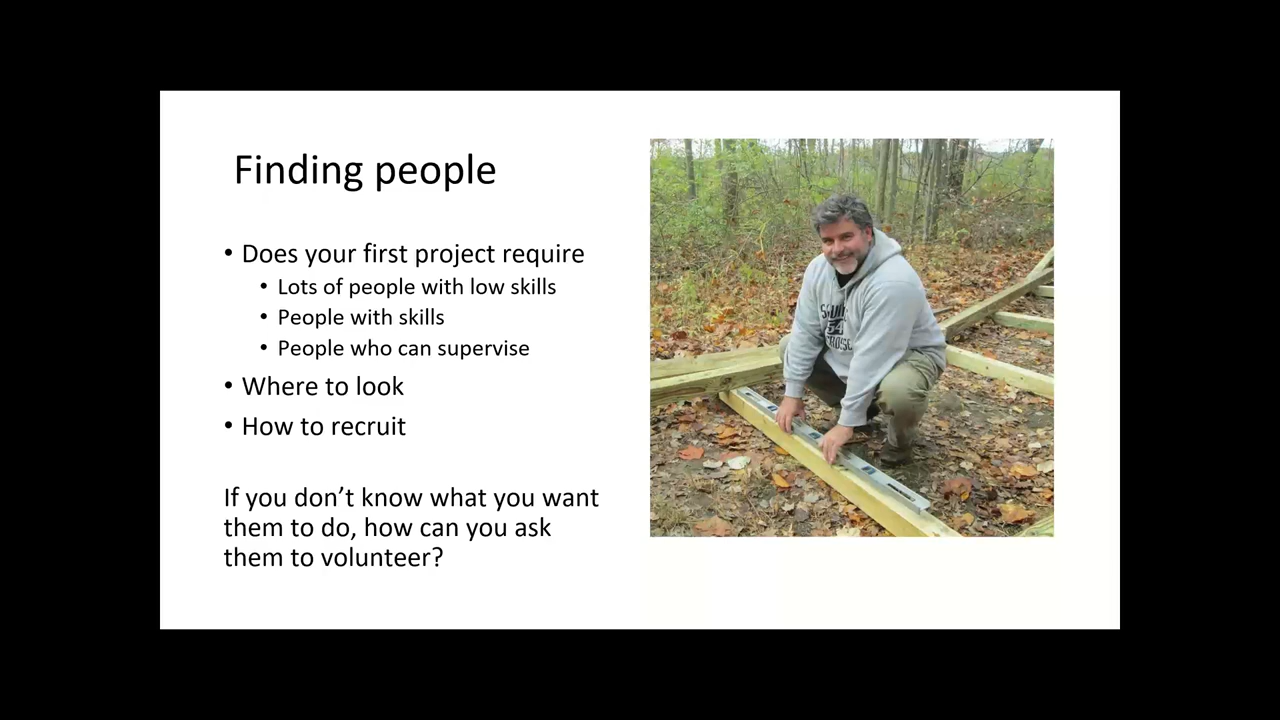 Finding people
• Does your first project require
• Lots of people with low skills
• People with skills
• People who can supervise
• Where to look
• How to recruit
If you don’t know what you want
them to do, how can you ask
them to volunteer?
54